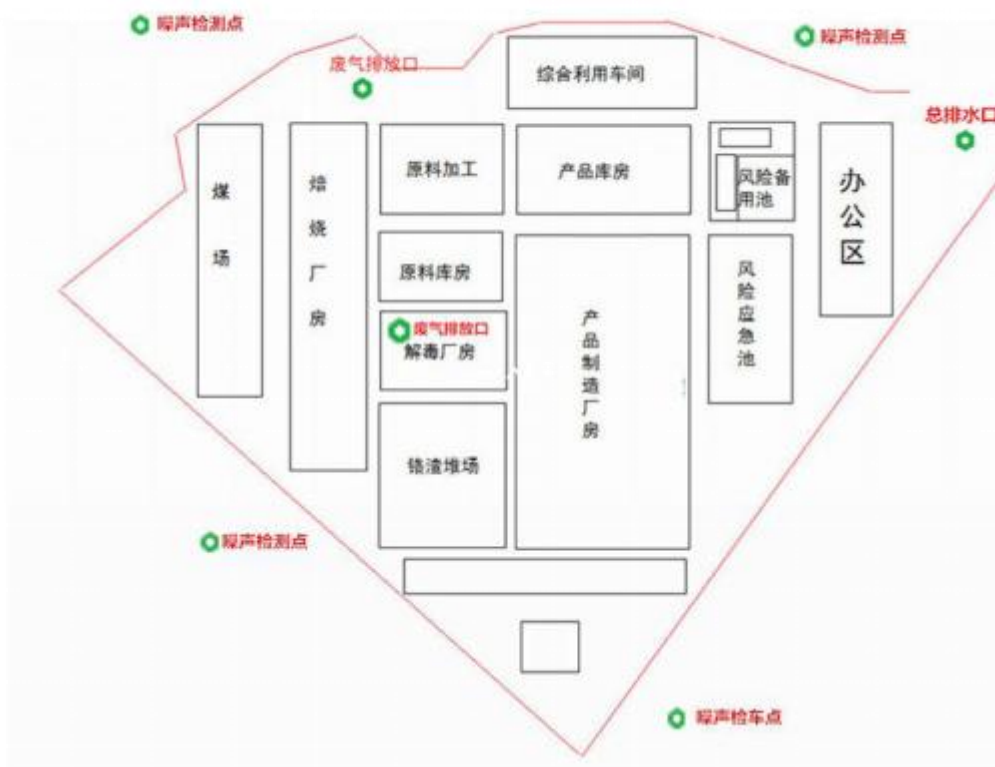 噪声检测点
噪声检测点
废气排放口
综合利用车间
总排水口
煤场
焙烧厂房
原料加工
产品库房
风险备
用池
办公区
原料库房
风险应急池
废气排放口
解毒厂房
产品制造厂房
铬渣堆场
噪声检测点
噪声检车点